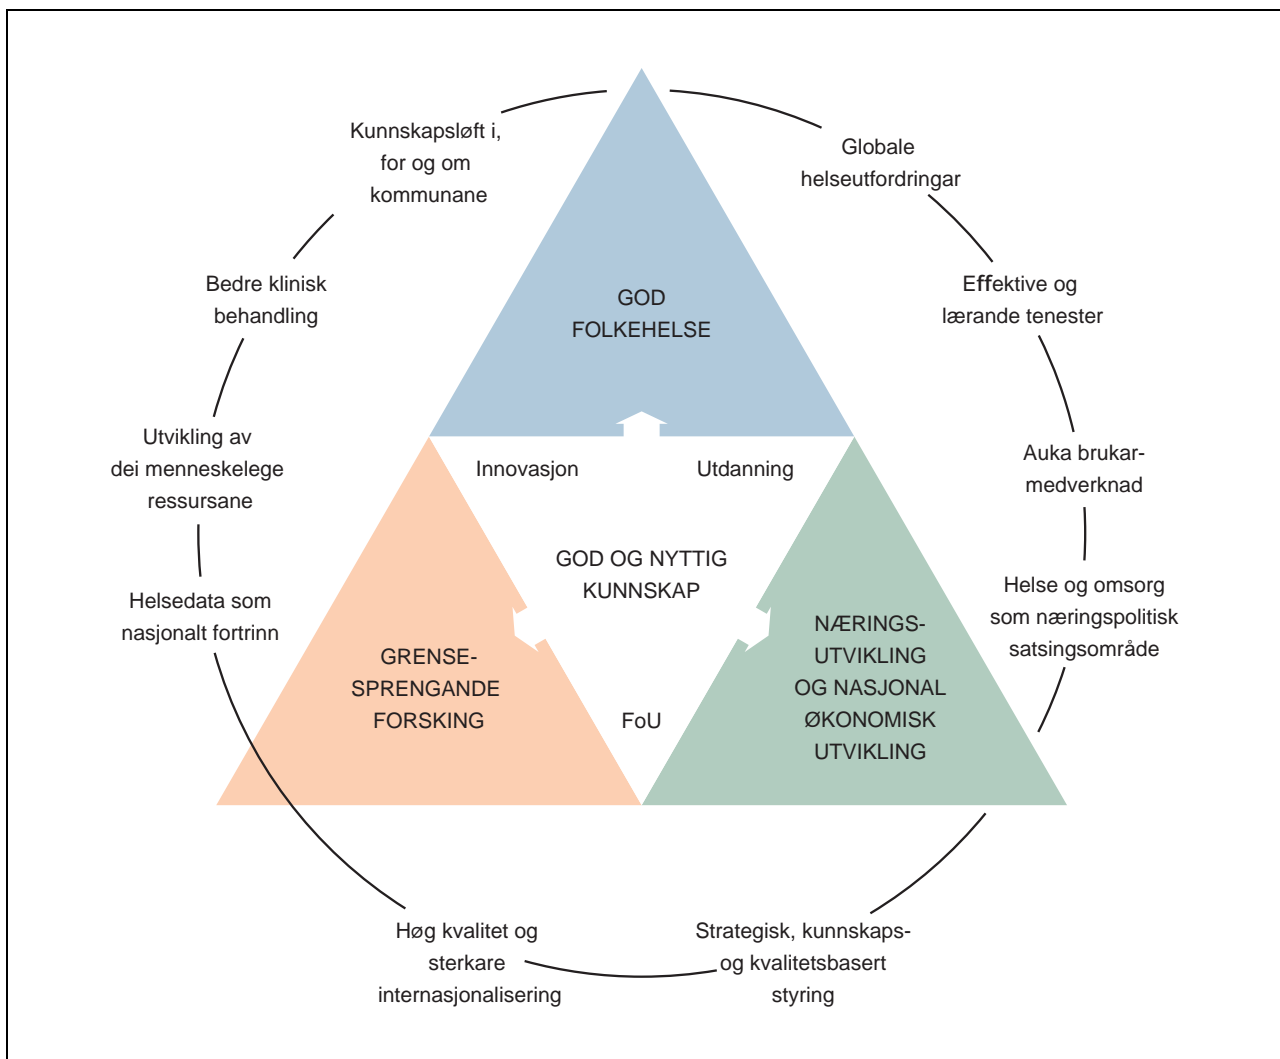 Kunnskapsløft i,
for og om
kommunane
Globale
helseutfordringar
Bedre klinisk
behandling
Effektive og
lærande tenester
GOD
FOLKEHELSE
Utvikling av
dei menneskelege
ressursane
Innovasjon
Utdanning
Auka brukar-
medverknad
GOD OG NYTTIG
KUNNSKAP
Helsedata som
nasjonalt fortrinn
Helse og omsorg
som næringspolitisk
satsingsområde
GRENSE-
SPRENGANDE
FORSKING
FoU
NÆRINGS-
UTVIKLING
OG NASJONAL
ØKONOMISK
UTVIKLING
Høg kvalitet og
sterkare
internasjonalisering
Strategisk, kunnskaps-
og kvalitetsbasert
styring